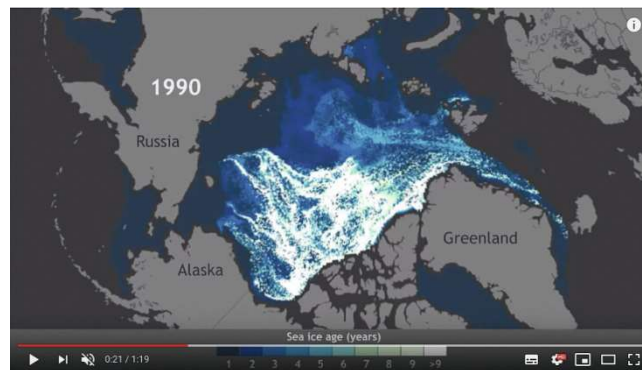 1990
Russia
Greenland
Alaska
Sea ice age (years)
0:21 / 1:19
1 2 3 4 5 6 7 8 9 >9